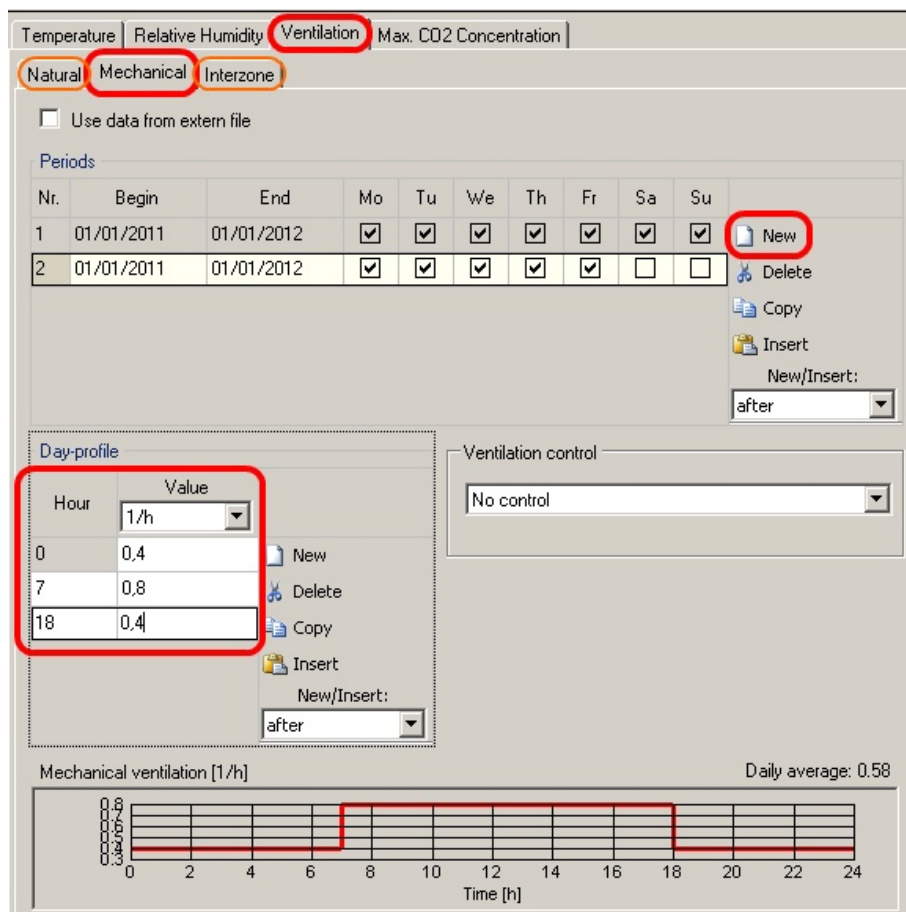 Temperature Relative Humidity Ventilation Max. CO2 Concentration
Natural Mechanical Interzone
Use data from extern file
Periods
Nr. Begin End Mo Tu We Th Fr Sa Su
1 01/01/2011 01/01/2012 New
2 01/01/2011 01/01/2012 Delete
Copy
Insert
New/Insert:
after
Day-profile
Hour Value
1/h
0 0,4 New
7 0,8 Delete
18 0,4 Copy
Insert
New/Insert:
after
Ventilation control
No control
Mechanical ventilation [1/h] Daily average: 0.58
0.8
0.7
0.6
0.5
0.4
0.3
0 2 4 6 8 10 12 14 16 18 20 22 24
Time [h]